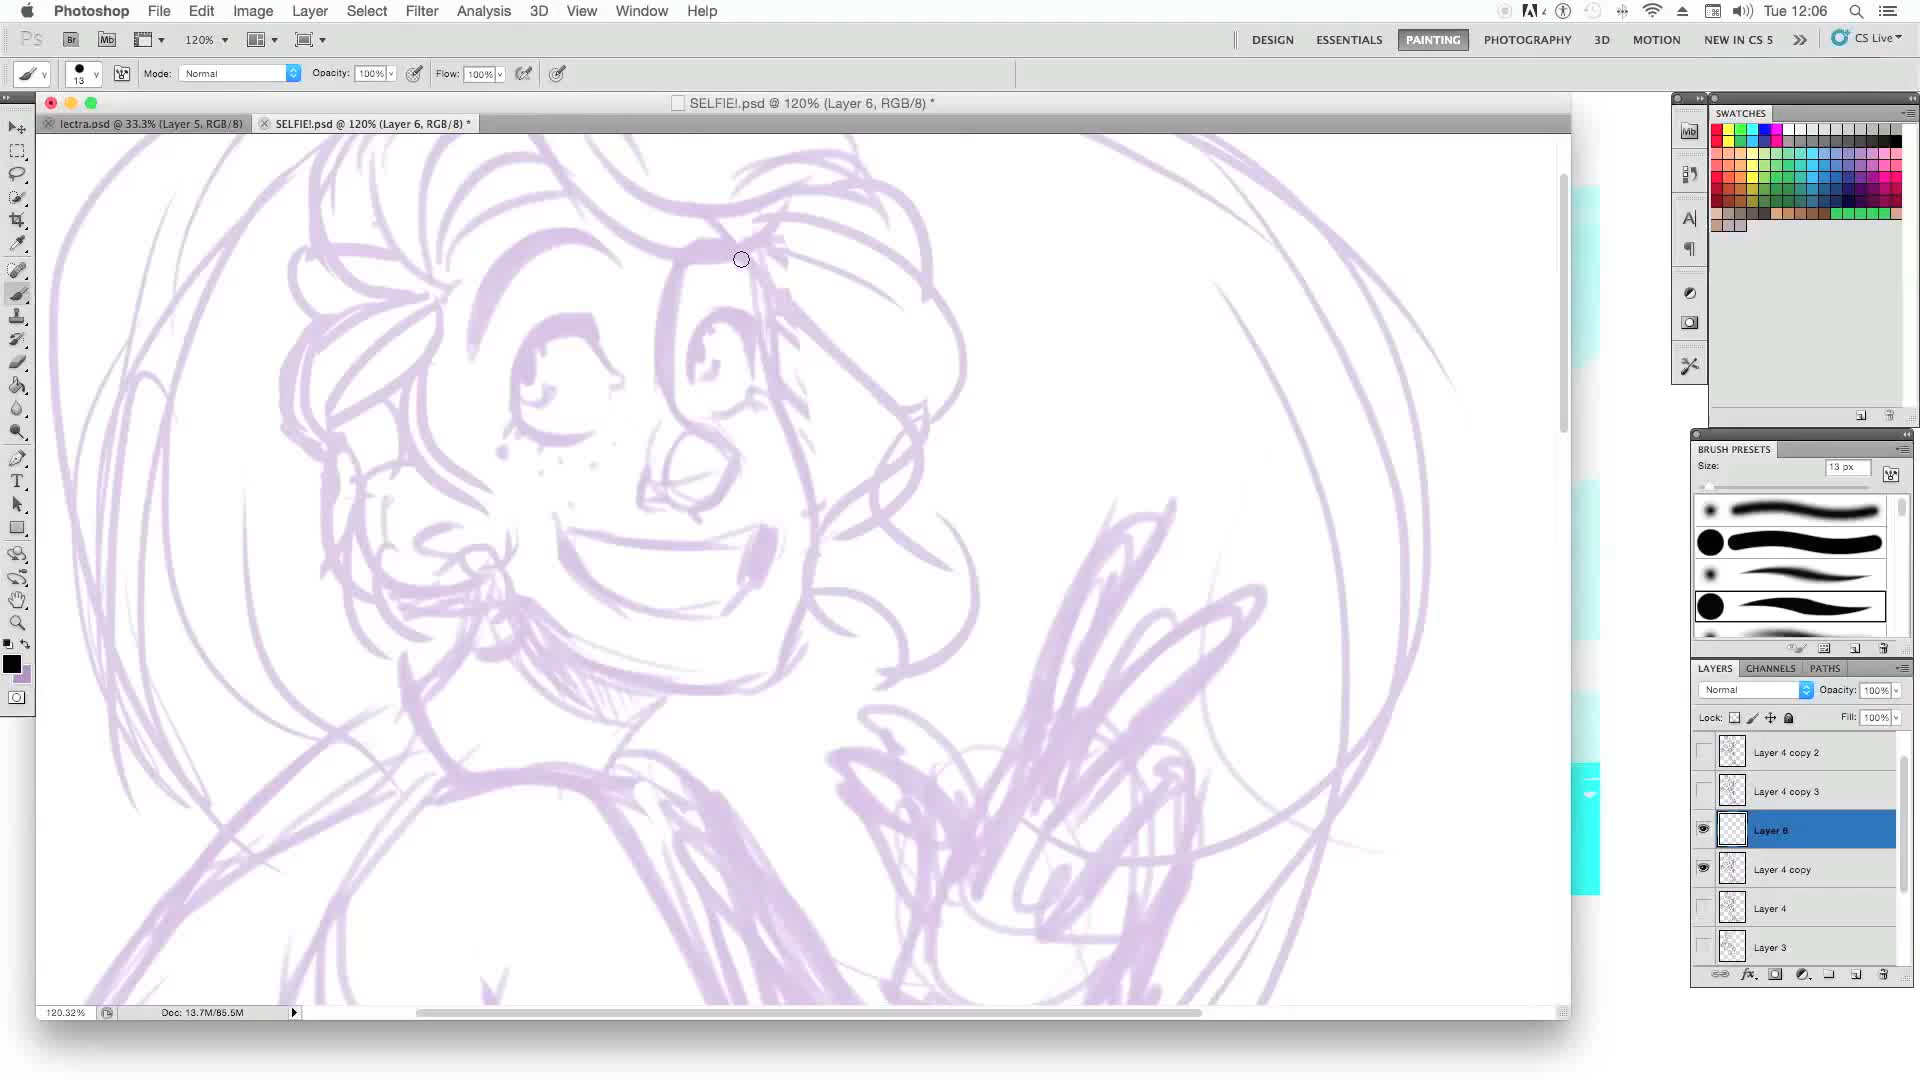 Photoshop File Edit Image Layer Select Filter Analysis 3D View Window Help Tue 12:06
Ps Br Mb 120% DESIGN ESSENTIALS PAINTING PHOTOGRAPHY 3D MOTION NEW IN CS 5 CS Live
13 Mode: Normal Opacity: 100% Flow: 100%
SELFIE!.psd @ 120% (Layer 6, RGB/8) *
lectra.psd @ 33.3% (Layer 5, RGB/8) SELFIE!.psd @ 120% (Layer 6, RGB/8) *
SWATCHES
Mb
BRUSH PRESETS
Size: 13 px
LAYERS CHANNELS PATHS
Normal Opacity: 100%
Lock: Fill: 100%
Layer 4 copy 2
Layer 4 copy 3
Layer 6
Layer 4 copy
Layer 4
Layer 3
120.32% Doc: 13.7M/85.5M